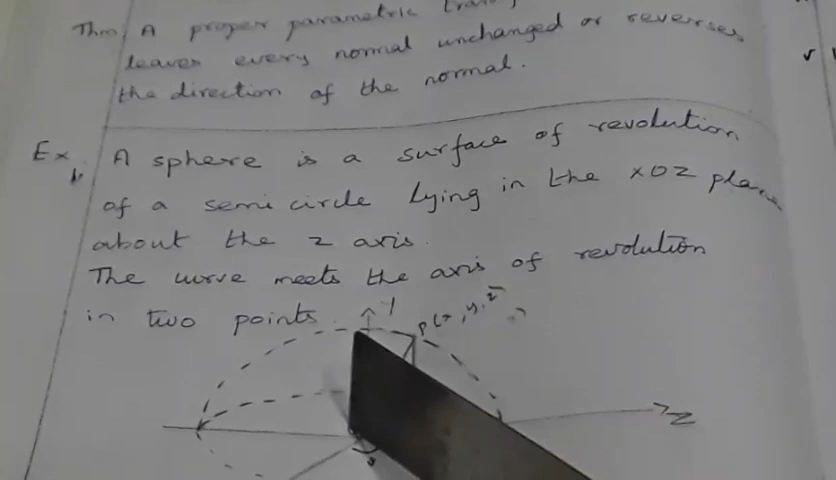 Thm A proper parametric
leaves every normal unchanged or reverses
the direction of the normal.
Ex 1. A sphere is a surface of revolution
of a semi circle lying in the XOZ plane
about the z axis.
The curve meets the axis of revolution
in two points.
Y
P(x, y, z)
Z